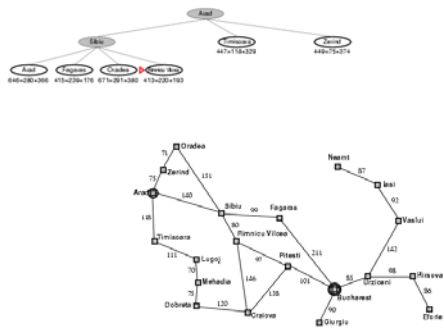 Arad
Sibiu
Timisoara
Zerind
447=118+329
449=75+374
Arad
Fagaras
Oradea
Rimnicu Vilcea
646=280+366
415=239+176
671=291+380
413=220+193
Oradea
Neamt
71
87
Zerind
Iasi
75
151
92
Arad
140
Sibiu
99
Fagaras
Vaslui
118
80
Timisoara
Rimnicu Vilcea
142
111
Lugoj
97
Pitesti
211
70
98
Hirsova
Mehadia
146
101
85
Urziceni
75
138
Bucharest
86
Dobreta
120
90
Craiova
Giurgiu
Eforie